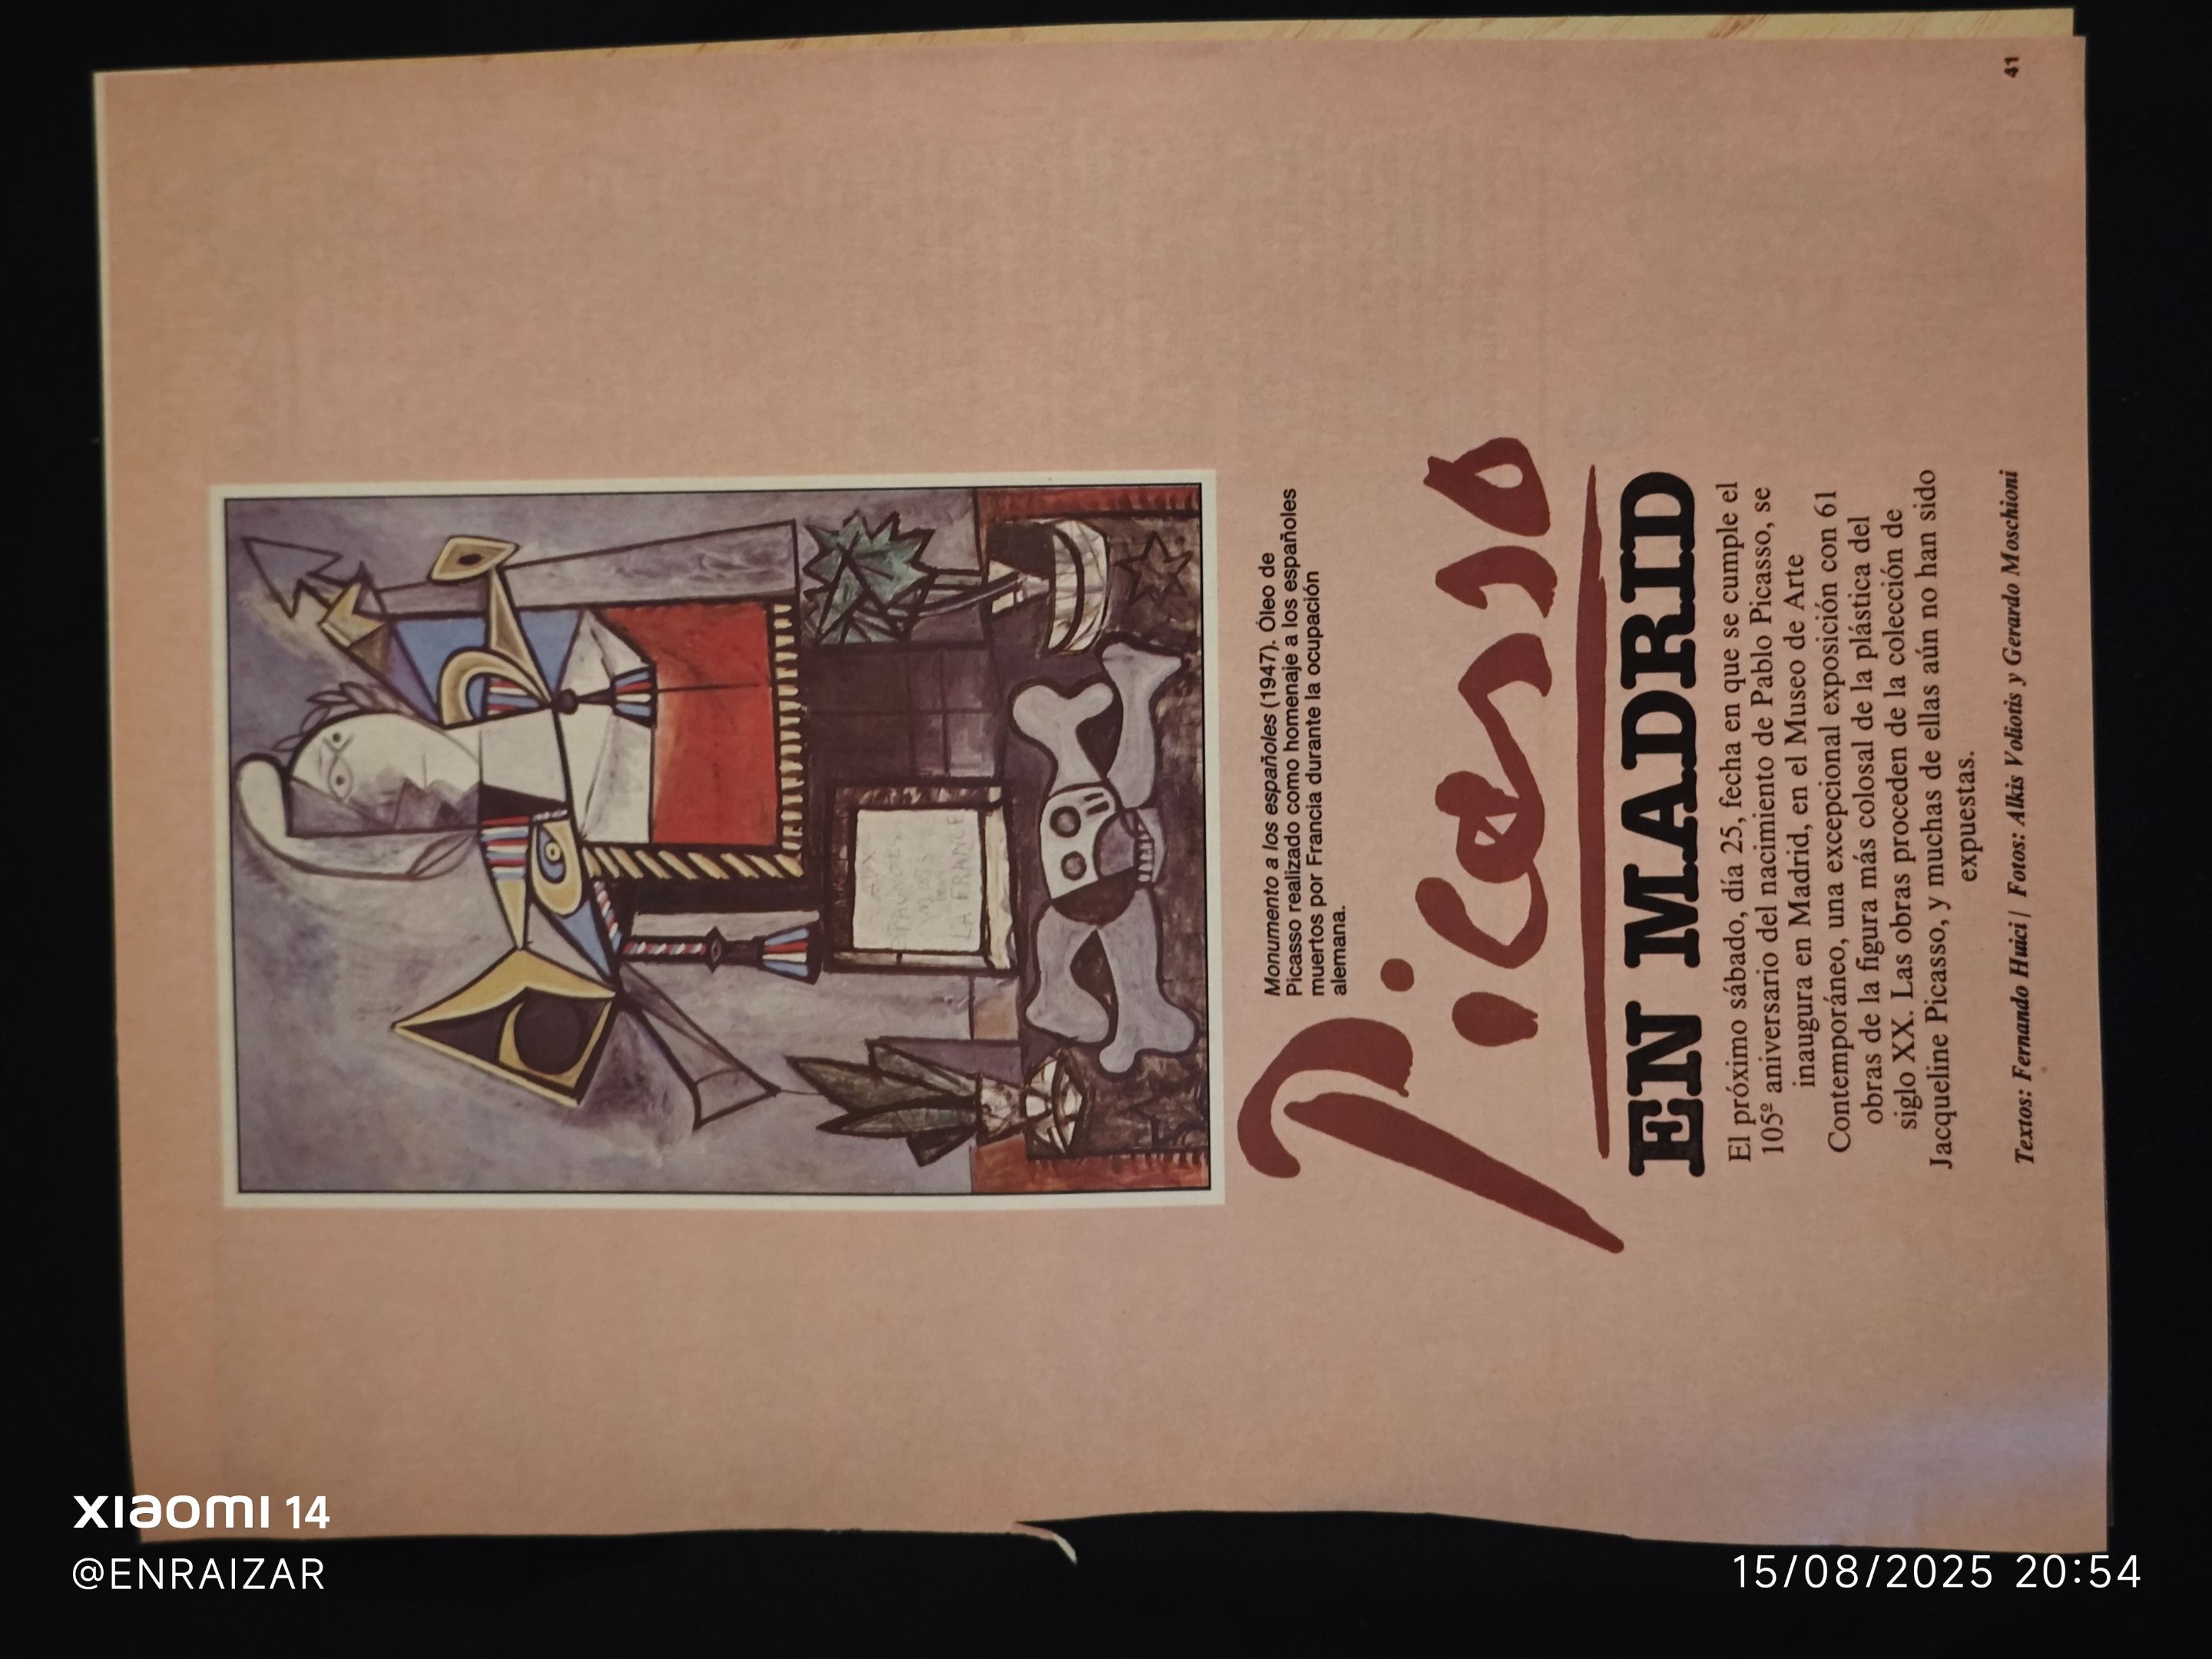 AUX
LA FRANCE
Monumento a los españoles (1947). Óleo de
Picasso realizado como homenaje a los españoles
muertos por Francia durante la ocupación
alemana.
Picasso
EN MADRID
El próximo sábado, día 25, fecha en que se cumple el
105º aniversario del nacimiento de Pablo Picasso, se
inaugura en Madrid, en el Museo de Arte
Contemporáneo, una excepcional exposición con 61
obras de la figura más colosal de la plástica del
siglo XX. Las obras proceden de la colección de
Jacqueline Picasso, y muchas de ellas aún no han sido
expuestas.
Textos: Fernando Huici / Fotos: Alkis Voliotis y Gerardo Moschioni
41
XIAOMI 14
@ENRAIZAR
15/08/2025 20:54